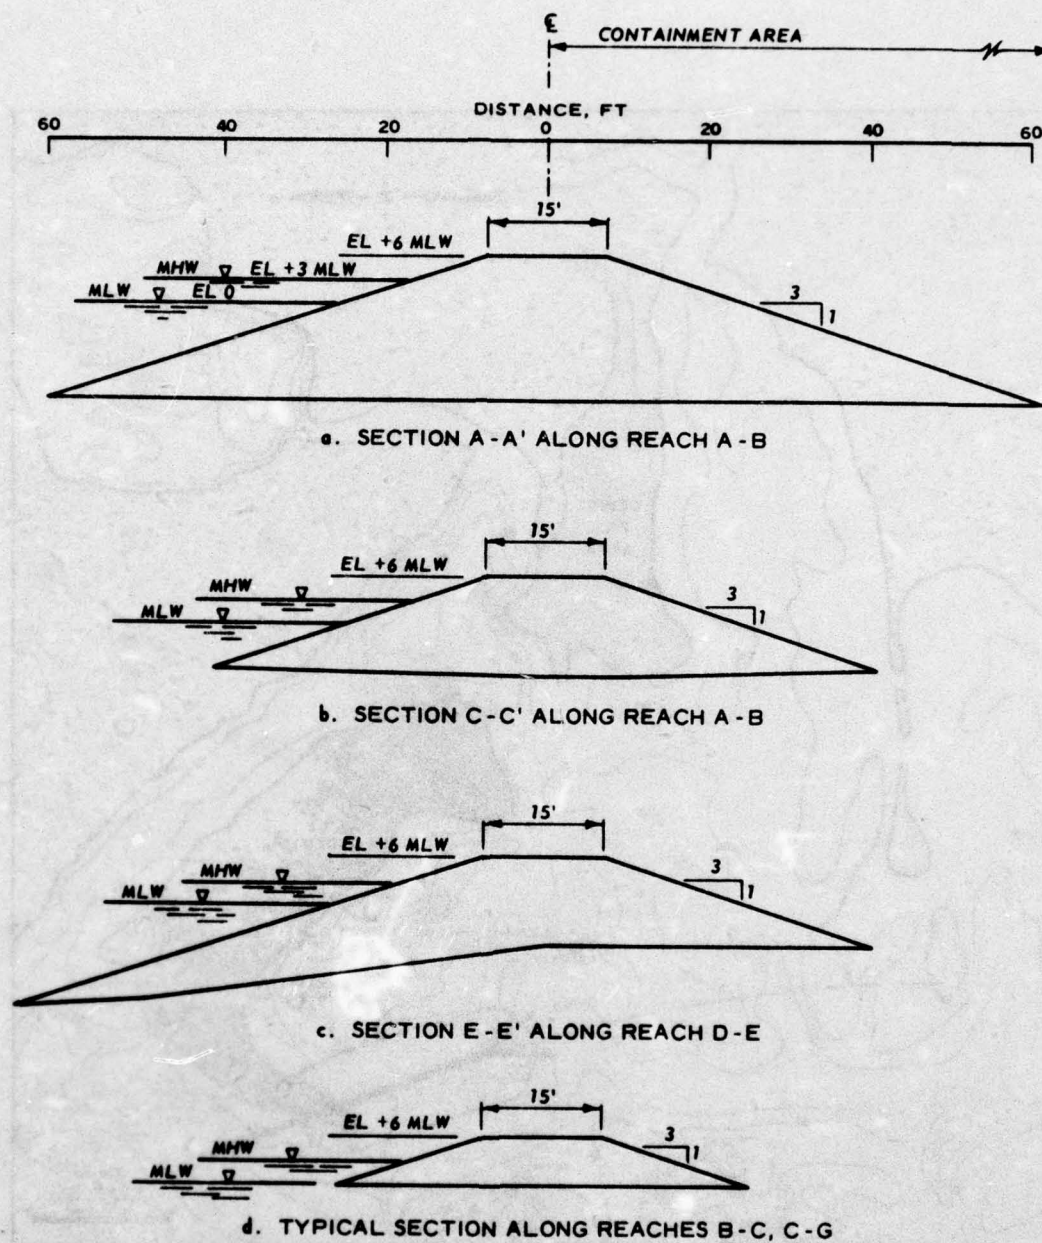 ℄
CONTAINMENT AREA
DISTANCE, FT
60 40 20 0 20 40 60
15'
EL +6 MLW
MHW EL +3 MLW
MLW EL 0
3
1
a. SECTION A-A' ALONG REACH A-B
15'
EL +6 MLW
MHW
3
MLW
1
b. SECTION C-C' ALONG REACH A-B
15'
EL +6 MLW
MHW
3
MLW
1
c. SECTION E-E' ALONG REACH D-E
15'
EL +6 MLW
3
MHW
1
MLW
d. TYPICAL SECTION ALONG REACHES B-C, C-G